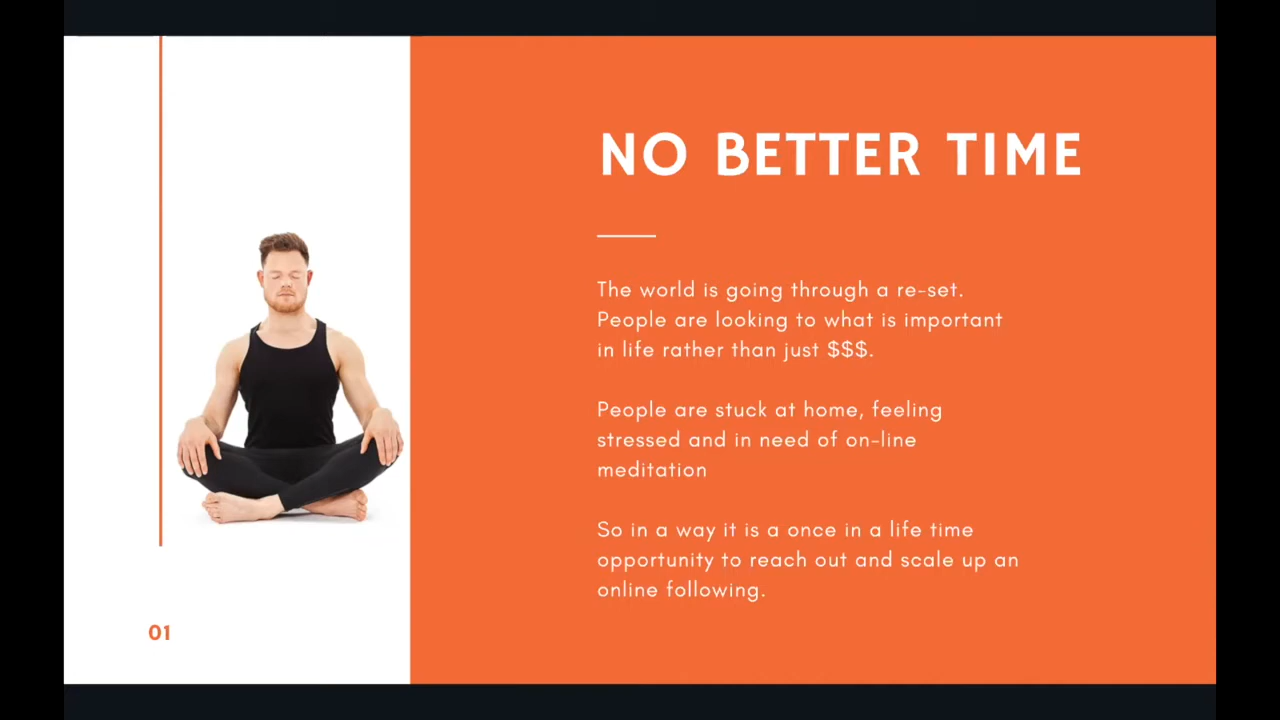 NO BETTER TIME
The world is going through a re-set.
People are looking to what is important
in life rather than just $$$.
People are stuck at home, feeling
stressed and in need of on-line
meditation
So in a way it is a once in a life time
opportunity to reach out and scale up an
online following.
01